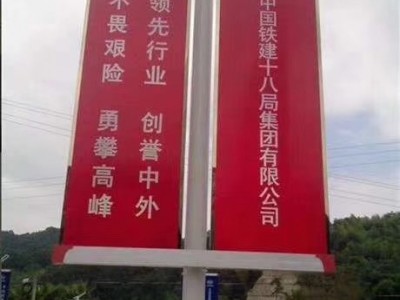 不畏艰险 勇攀高峰
领先行业 创誉中外
中国铁建十八局集团有限公司